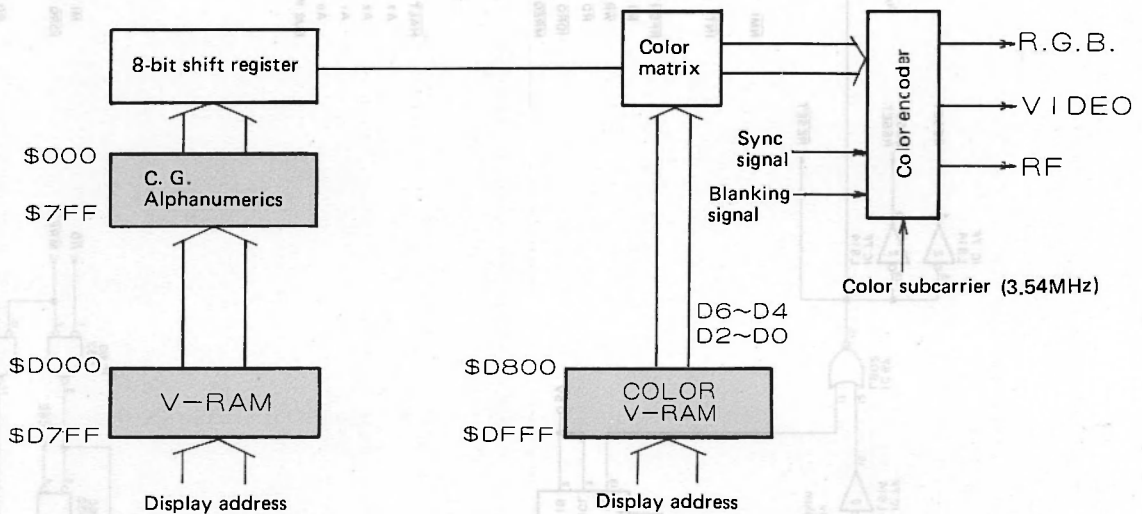 8-bit shift register
Color
matrix
Color encoder
R.G.B.
VIDEO
RF
Sync
signal
Blanking
signal
Color subcarrier (3.54MHz)
$000
$7FF
C. G.
Alphanumerics
D6~D4
D2~D0
$D000
$D7FF
V-RAM
$D800
$DFFF
COLOR
V-RAM
Display address
Display address